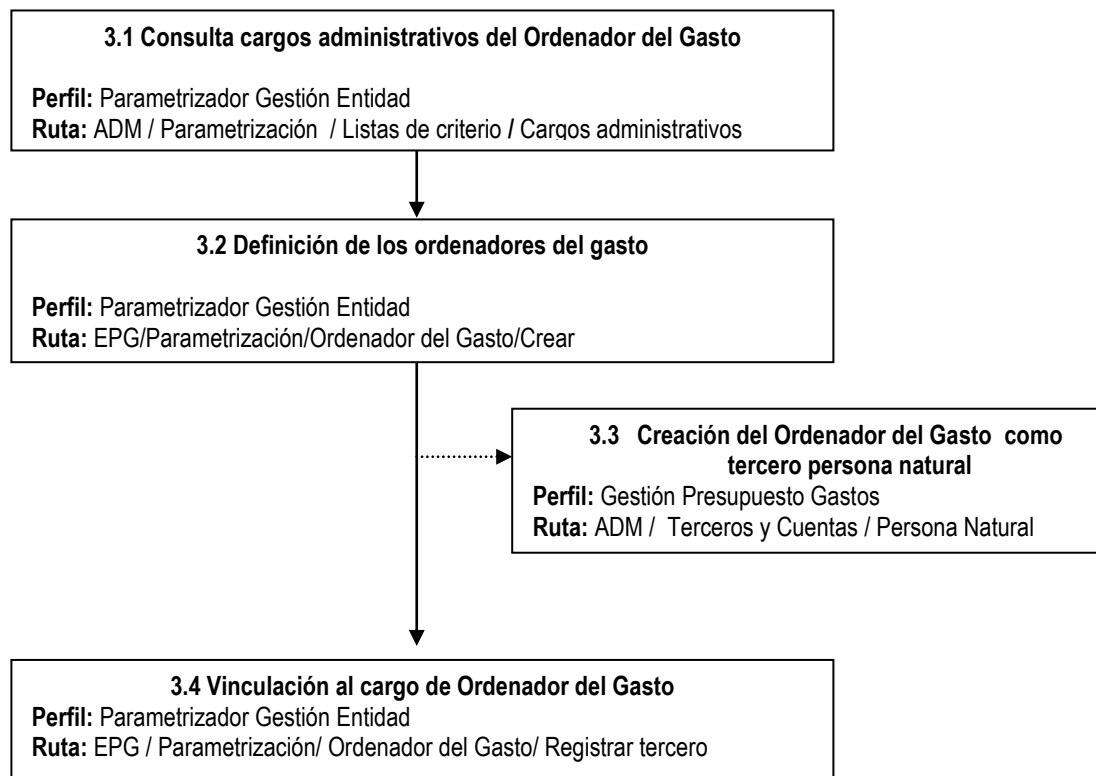 3.1 Consulta cargos administrativos del Ordenador del Gasto
Perfil: Parametrizador Gestión Entidad
Ruta: ADM / Parametrización / Listas de criterio / Cargos administrativos
3.2 Definición de los ordenadores del gasto
Perfil: Parametrizador Gestión Entidad
Ruta: EPG/Parametrización/Ordenador del Gasto/Crear
3.3 Creación del Ordenador del Gasto como
tercero persona natural
Perfil: Gestión Presupuesto Gastos
Ruta: ADM / Terceros y Cuentas / Persona Natural
3.4 Vinculación al cargo de Ordenador del Gasto
Perfil: Parametrizador Gestión Entidad
Ruta: EPG / Parametrización/ Ordenador del Gasto/ Registrar tercero